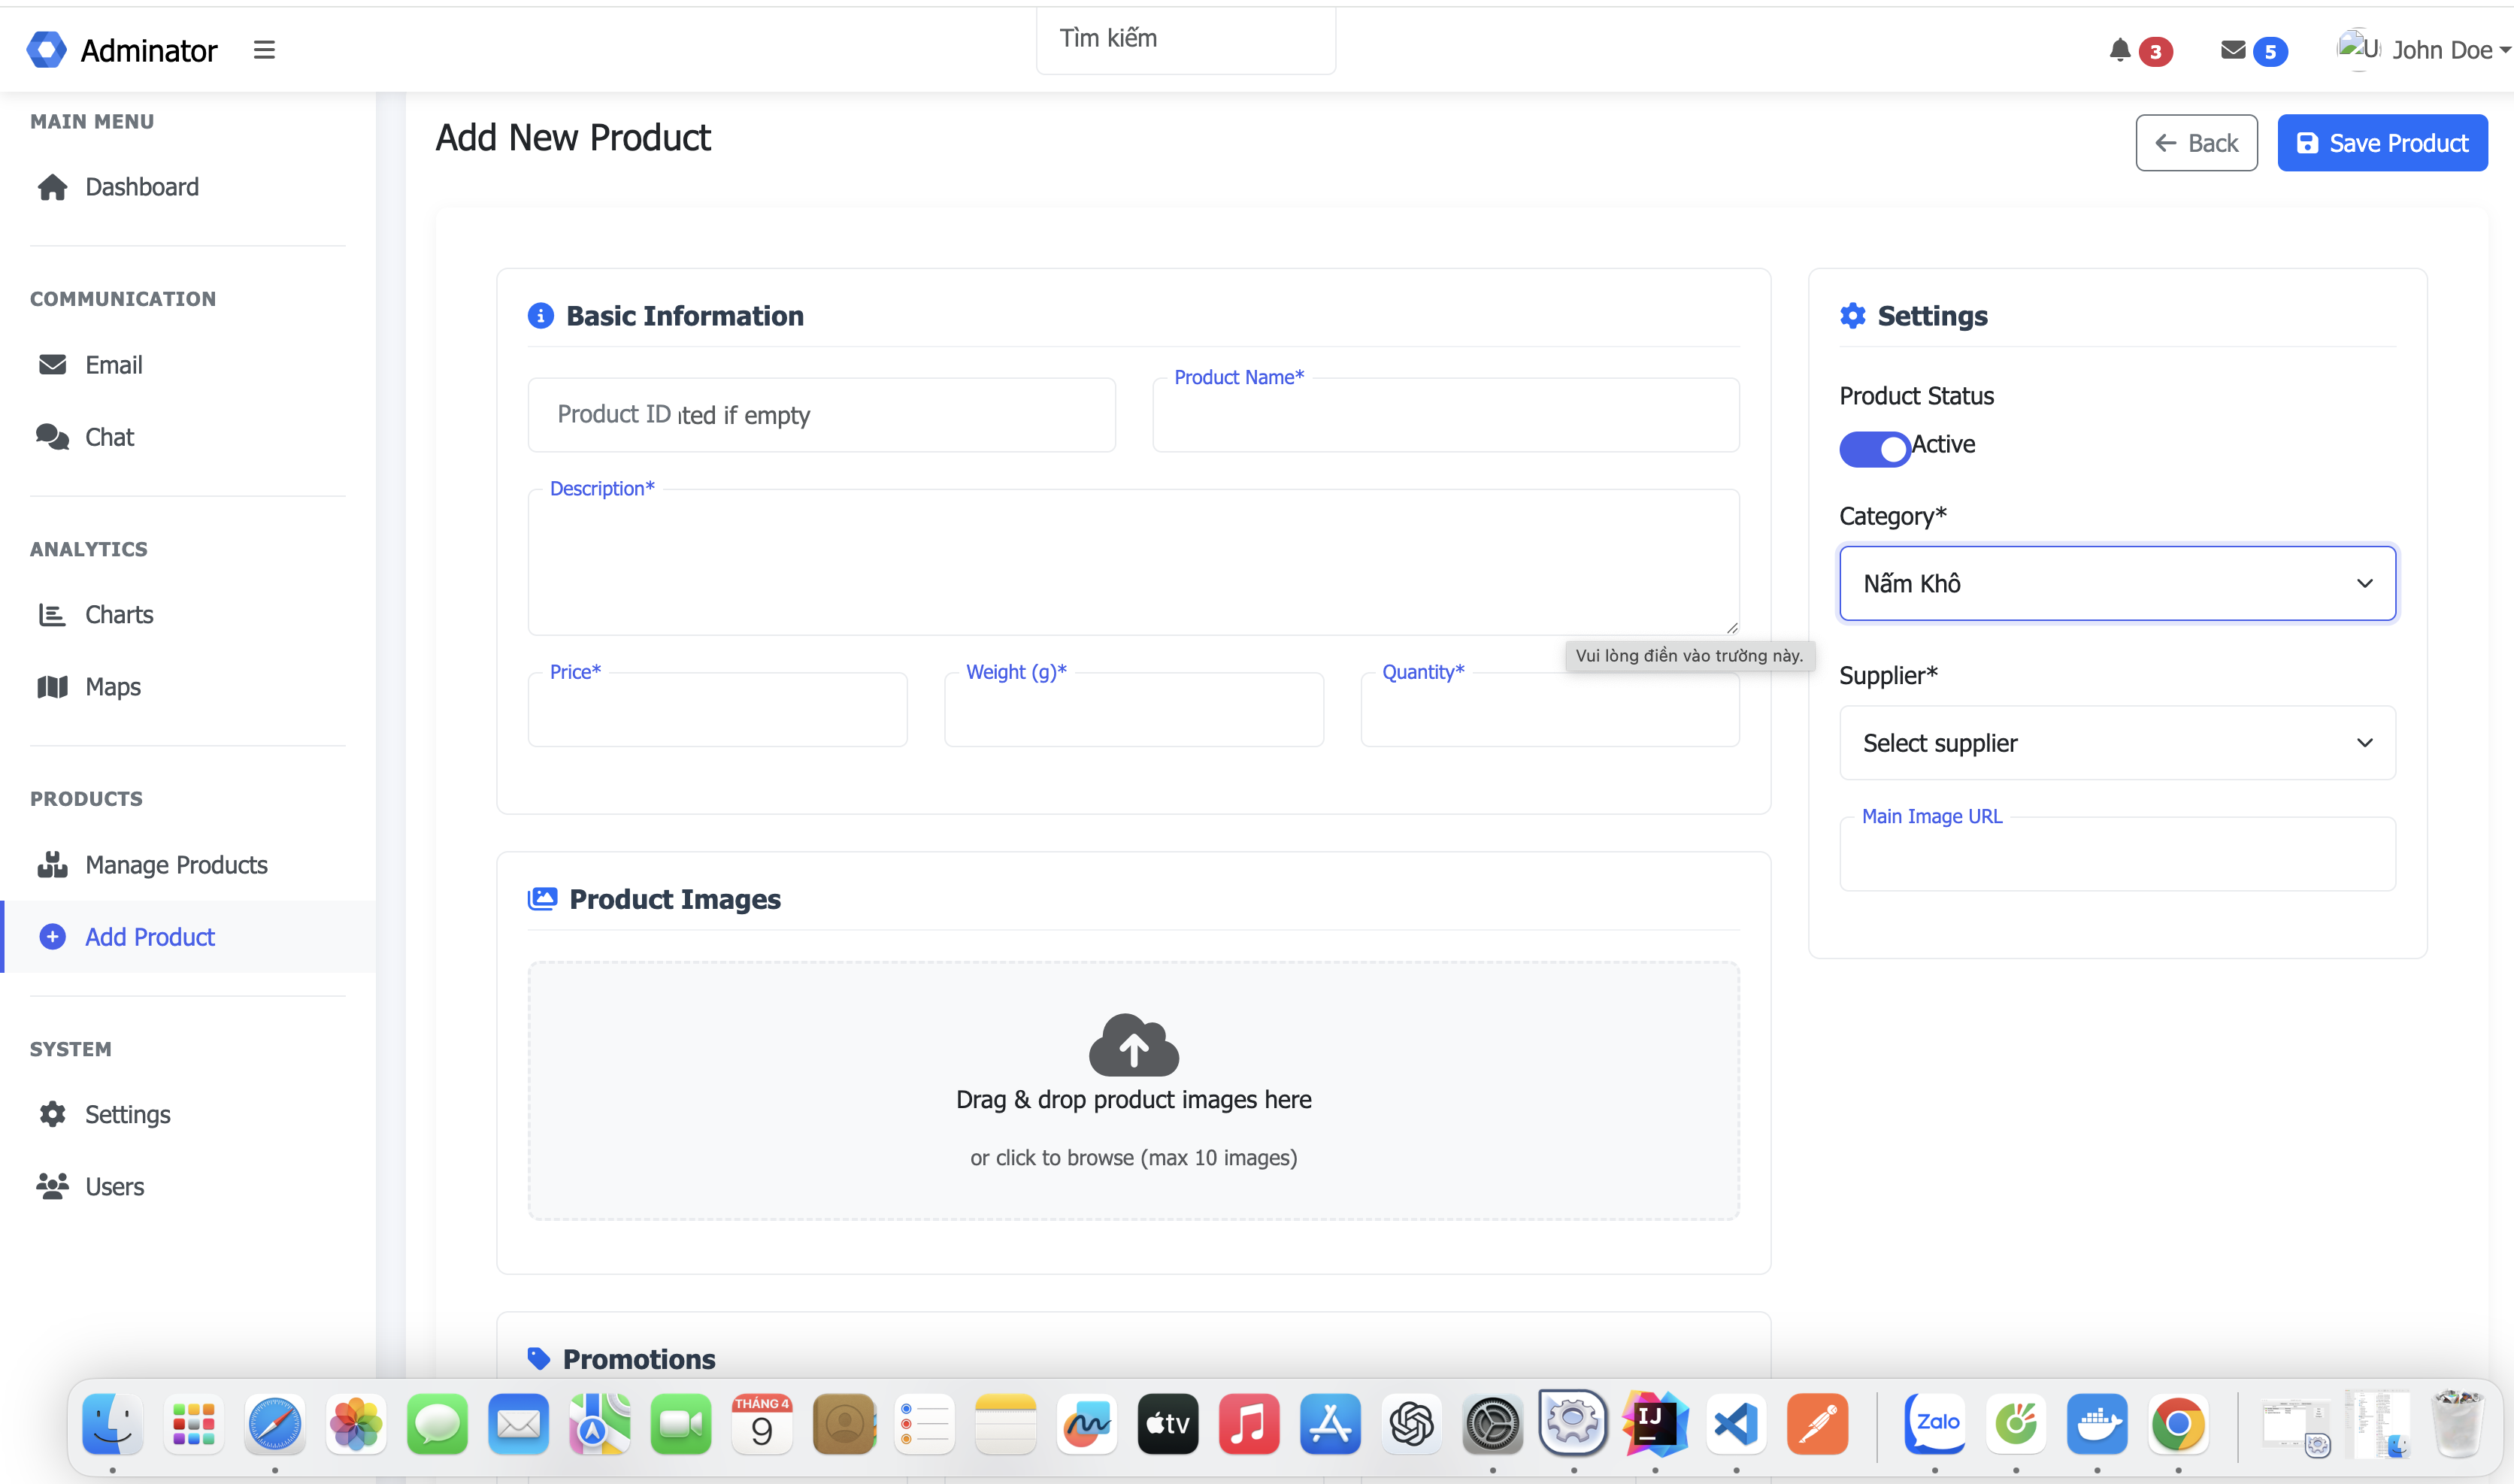 Adminator
Tìm kiếm
3
5
U
John Doe
MAIN MENU
Dashboard
COMMUNICATION
Email
Chat
ANALYTICS
Charts
Maps
PRODUCTS
Manage Products
Add Product
SYSTEM
Settings
Users
Add New Product
Back
Save Product
Basic Information
Product ID ted if empty
Product Name*
Description*
Vui lòng điền vào trường này.
Price*
Weight (g)*
Quantity*
Product Images
Drag & drop product images here
or click to browse (max 10 images)
Promotions
Settings
Product Status
Active
Category*
Nấm Khô
Supplier*
Select supplier
Main Image URL
THÁNG 4
9
tv
IJ
Zalo